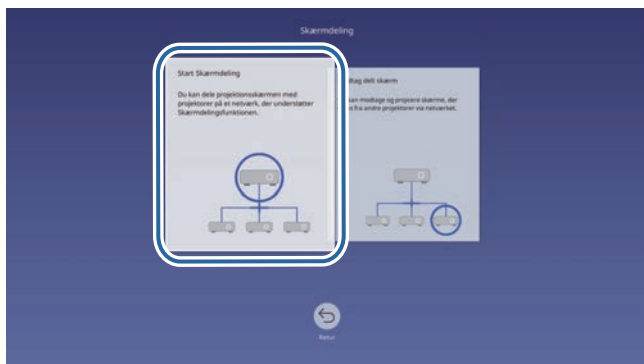 Skærmdeling
Start Skærmdeling
Du kan dele projektionsskærmen med
projektorer på et netværk, der understøtter
Skærmdelingsfunktionen.
delt skærm
kan modtage og projicere skærme, der
fra andre projektorer via netværket.
Retur